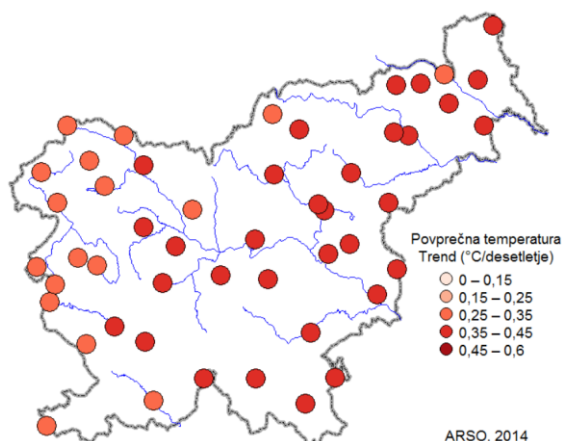 Povprečna temperatura
Trend (°C/desetletje)
0 – 0,15
0,15 – 0,25
0,25 – 0,35
0,35 – 0,45
0,45 – 0,6
ARSO, 2014